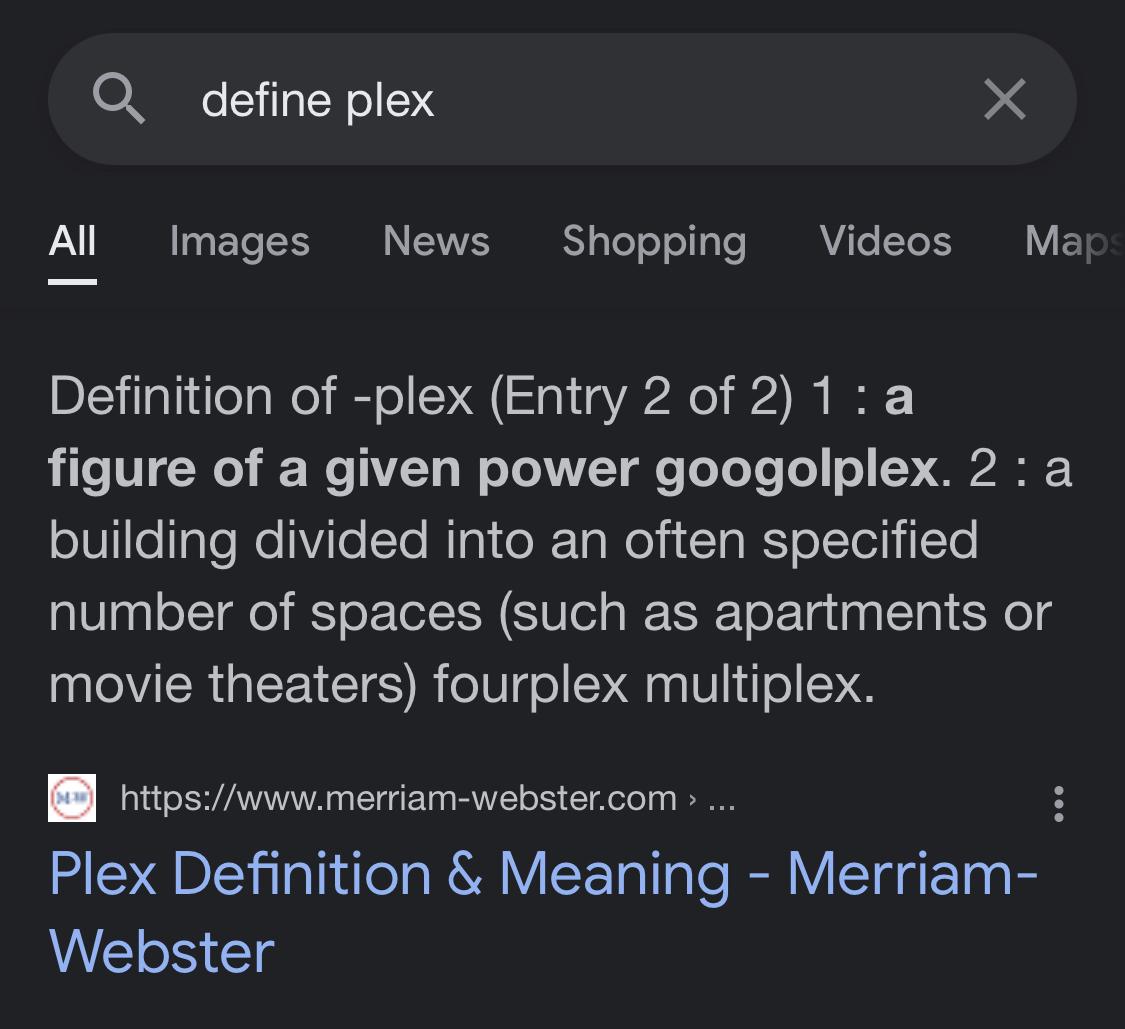 define plex
All Images News Shopping Videos Maps
Definition of -plex (Entry 2 of 2) 1 : a
figure of a given power googolplex. 2 : a
building divided into an often specified
number of spaces (such as apartments or
movie theaters) fourplex multiplex.
M-W https://www.merriam-webster.com › ...
Plex Definition & Meaning - Merriam-
Webster